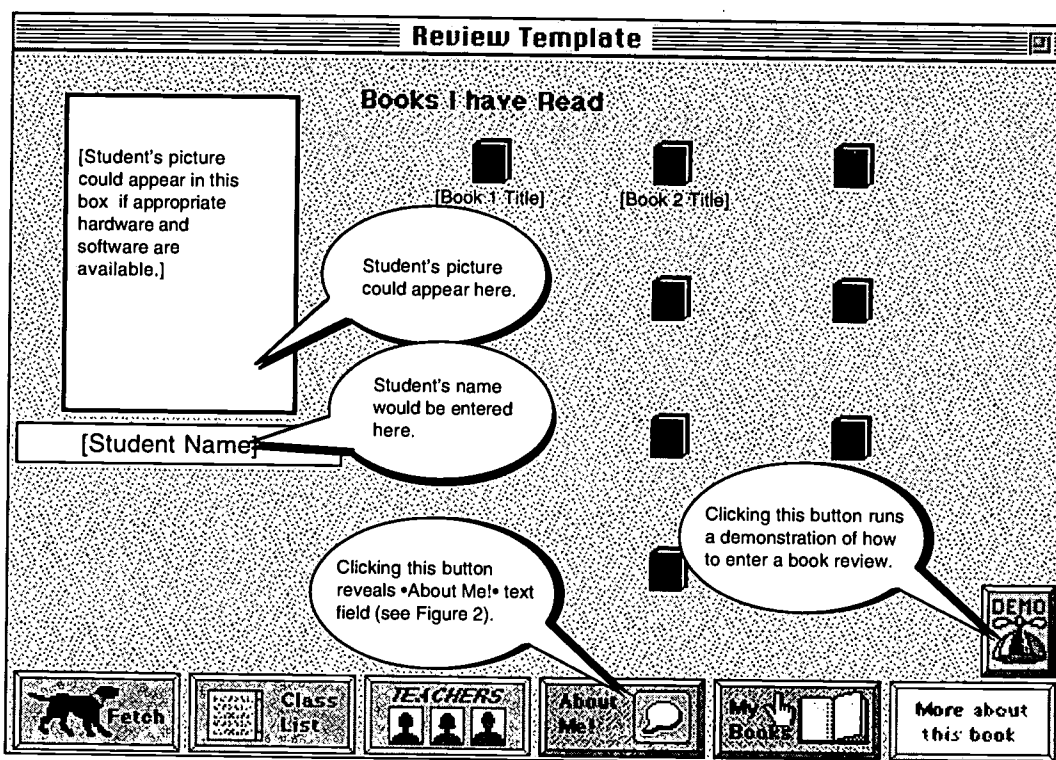 Review Template
Books I have Read
[Student's picture
could appear in this
box if appropriate
hardware and
software are
available.]
[Book 1 Title]
[Book 2 Title]
Student's picture
could appear here.
Student's name
would be entered
here.
[Student Name]
Clicking this button runs
a demonstration of how
to enter a book review.
Clicking this button
reveals •About Me!• text
field (see Figure 2).
DEMO
Fetch
Class
List
TEACHERS
About
Me!
My
Books
More about
this book